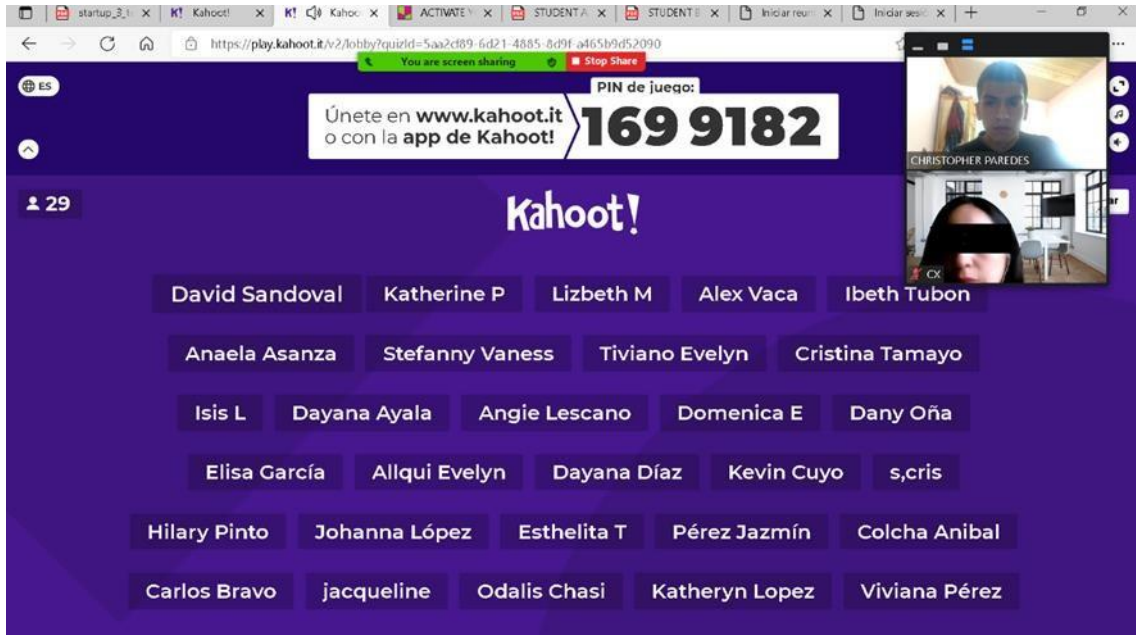 startup_3_t
Kahoot!
Kahoo
ACTIVATE Y
STUDENT A
STUDENT B
Iniciar reuni
Iniciar sesió
https://play.kahoot.it/v2/lobby?quizId=5aa2cf89-6d21-4885-8d9f-a465b9d52090
You are screen sharing
Stop Share
ES
Únete en www.kahoot.it
o con la app de Kahoot!
PIN de juego:
169 9182
CHRISTOPHER PAREDES
29
Kahoot!
ar
CX
David Sandoval Katherine P Lizbeth M Alex Vaca Ibeth Tubon
Anaela Asanza Stefanny Vaness Tiviano Evelyn Cristina Tamayo
Isis L Dayana Ayala Angie Lescano Domenica E Dany Oña
Elisa García Allqui Evelyn Dayana Díaz Kevin Cuyo s,cris
Hilary Pinto Johanna López Esthelita T Pérez Jazmín Colcha Anibal
Carlos Bravo jacqueline Odalis Chasi Katheryn Lopez Viviana Pérez